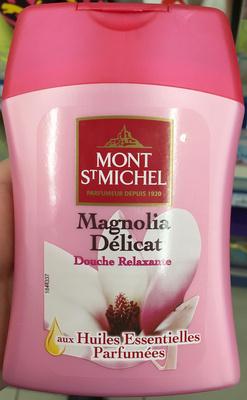 MONT
ST MICHEL
PARFUMEUR DEPUIS 1920
Magnolia
Délicat
Douche Relaxante
aux Huiles Essentielles
Parfumées